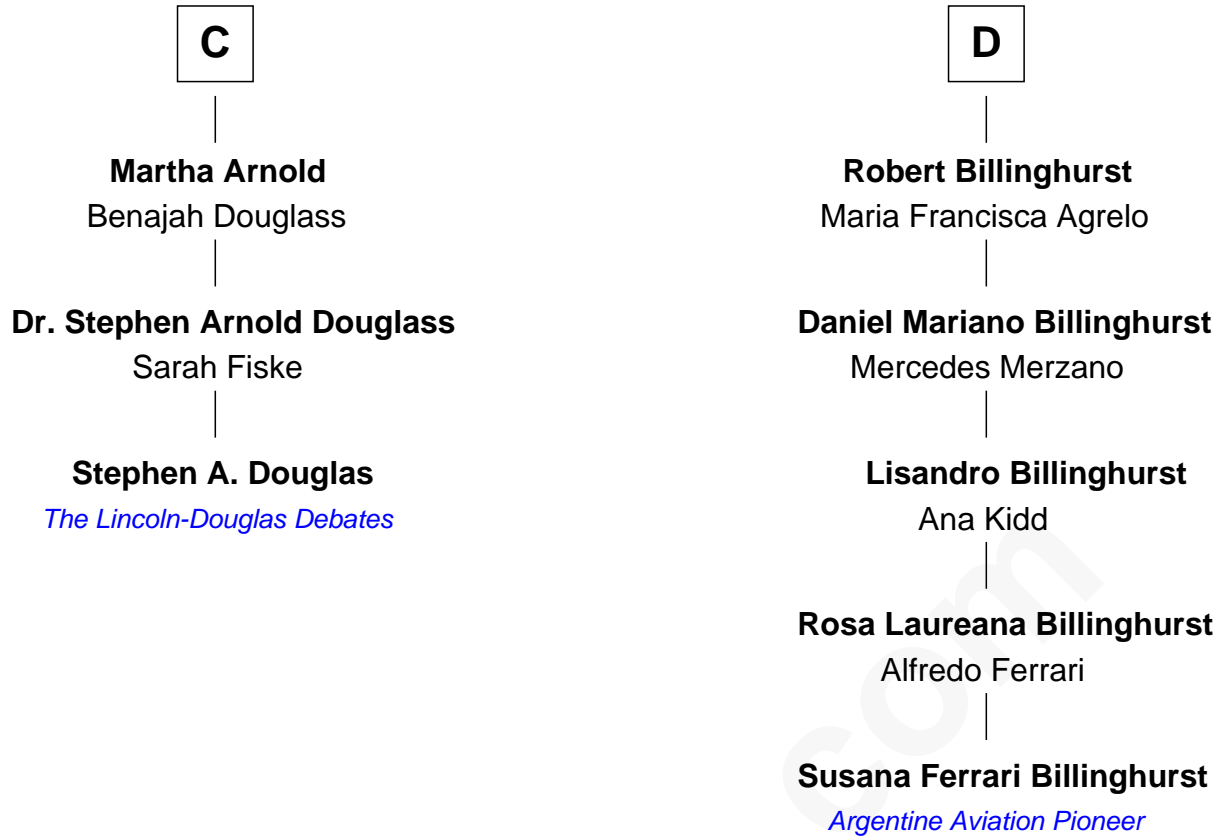 C
Martha Arnold
Benajah Douglass
Dr. Stephen Arnold Douglass
Sarah Fiske
Stephen A. Douglas
The Lincoln-Douglas Debates
D
Robert Billinghurst
Maria Francisca Agrelo
Daniel Mariano Billinghurst
Mercedes Merzano
Lisandro Billinghurst
Ana Kidd
Rosa Laureana Billinghurst
Alfredo Ferrari
Susana Ferrari Billinghurst
Argentine Aviation Pioneer
com